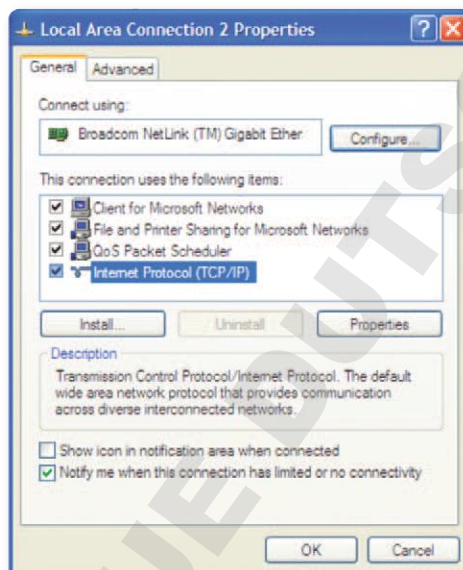 Local Area Connection 2 Properties
General Advanced
Connect using:
Broadcom NetLink (TM) Gigabit Ether Configure...
This connection uses the following items:
Client for Microsoft Networks
File and Printer Sharing for Microsoft Networks
QoS Packet Scheduler
Internet Protocol (TCP/IP)
Install... Uninstall Properties
Description
Transmission Control Protocol/Internet Protocol. The default
wide area network protocol that provides communication
across diverse interconnected networks.
Show icon in notification area when connected
Notify me when this connection has limited or no connectivity
OK Cancel